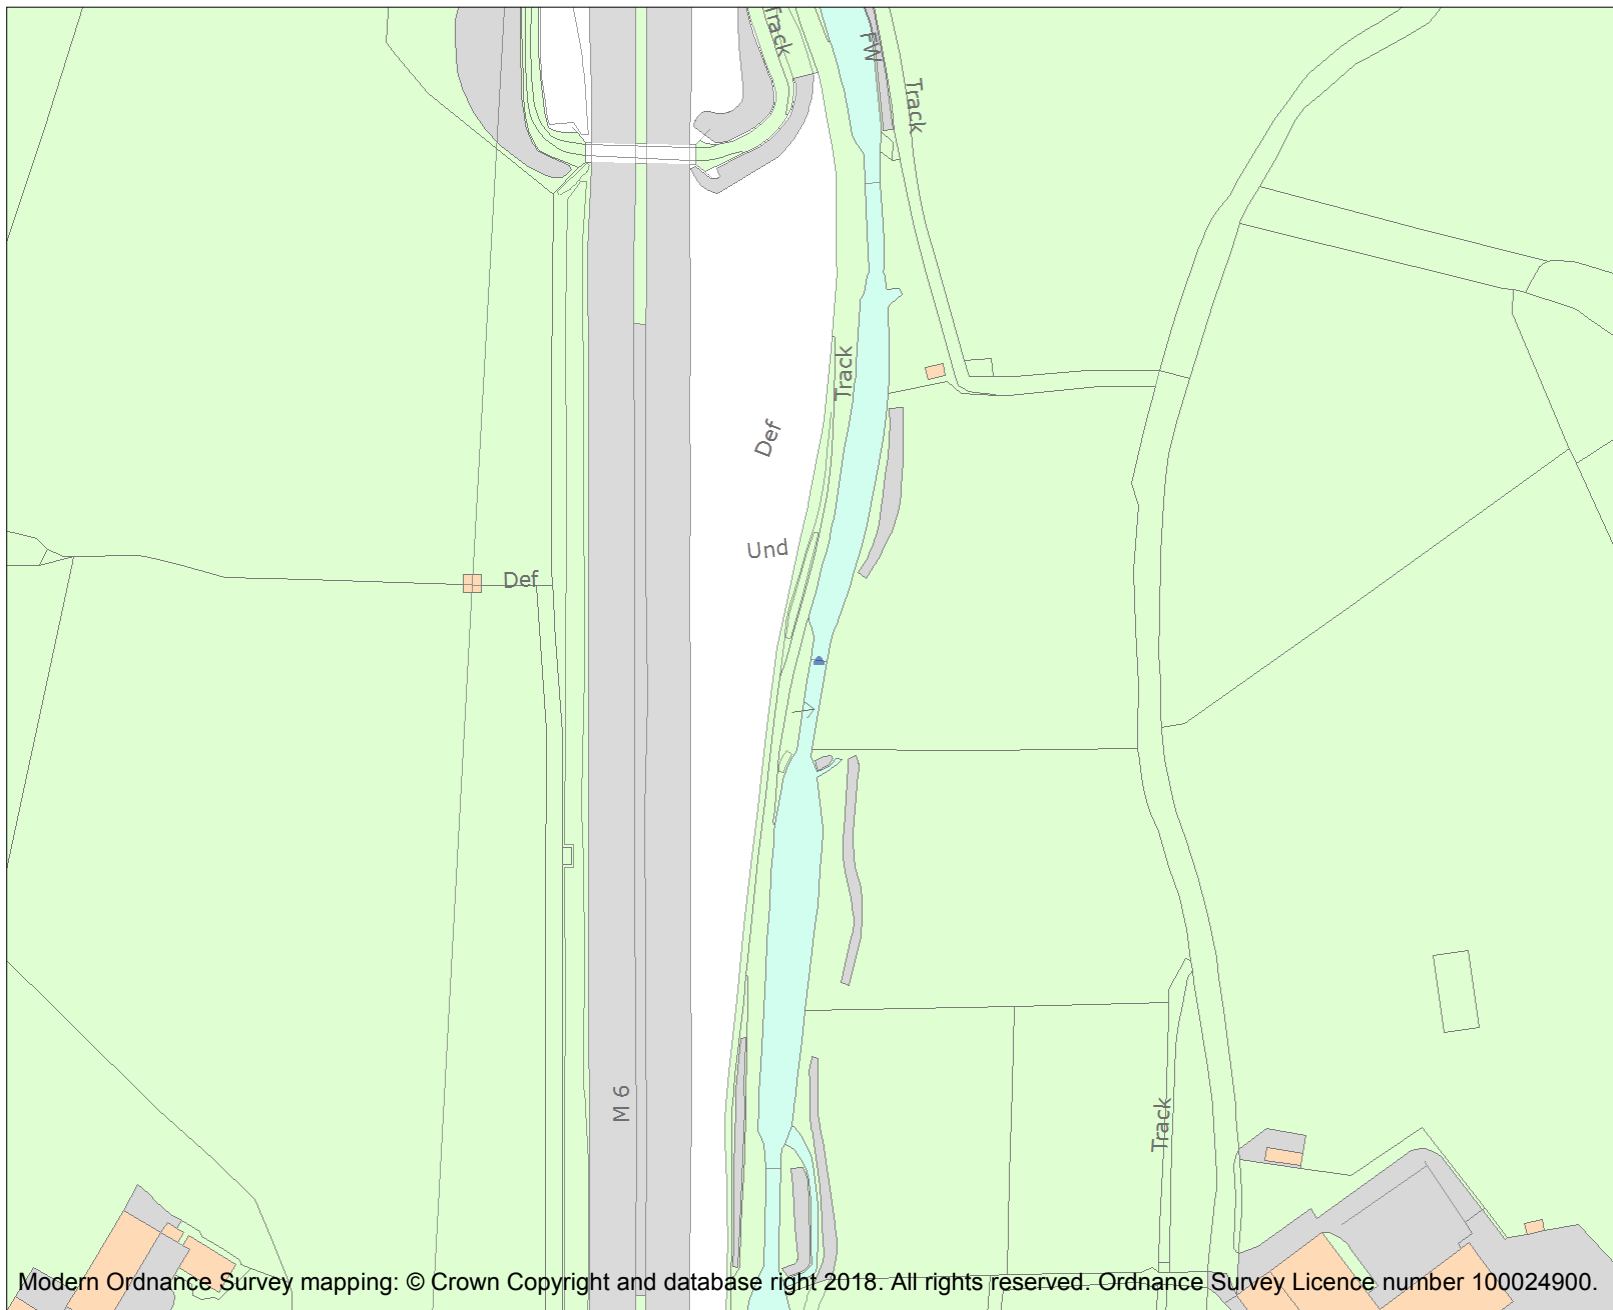 Track
FW
Track
Track
Def
Und
Def
M 6
Track
Modern Ordnance Survey mapping: © Crown Copyright and database right 2018. All rights reserved. Ordnance Survey Licence number 100024900.